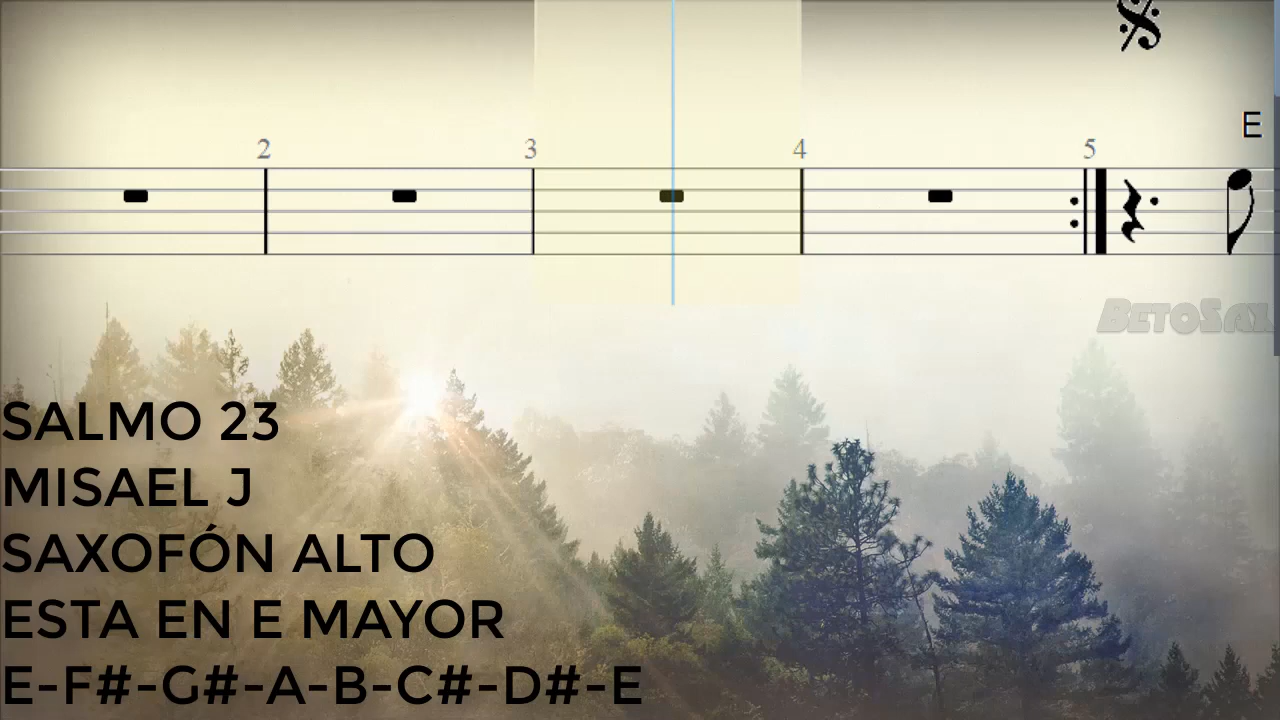 2 3 4 5
E
BetoSax
SALMO 23
MISAEL J
SAXOFÓN ALTO
ESTA EN E MAYOR
E-F#-G#-A-B-C#-D#-E